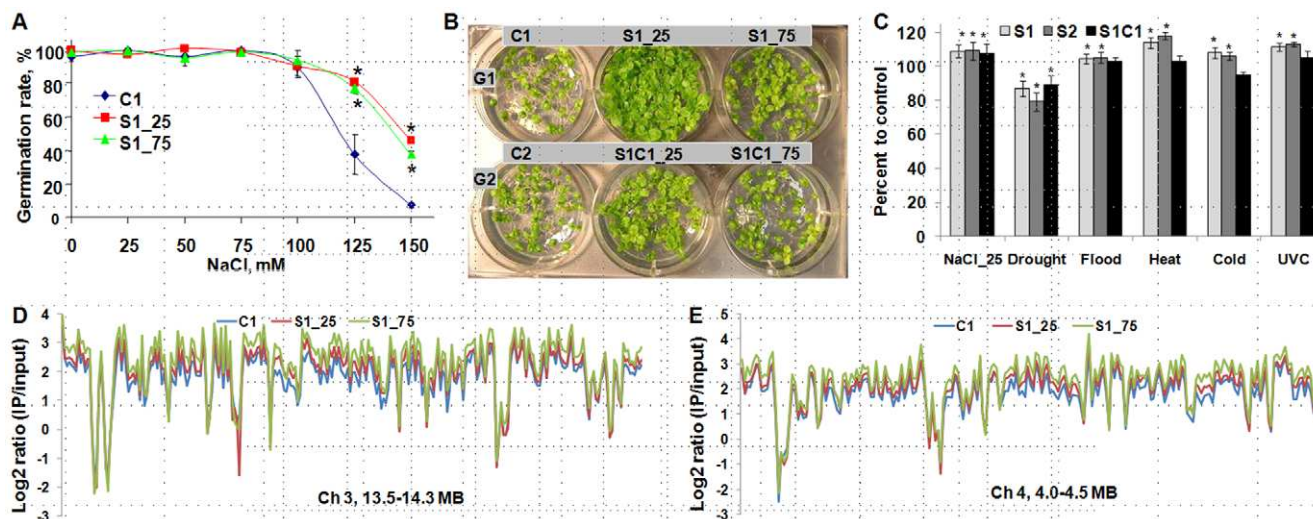 A
Germination rate, %
100
80
60
40
20
0
C1
S1_25
S1_75
*
*
*
*
0 25 50 75 100 125 150
NaCl, mM
B
C1 S1_25 S1_75
G1
C2 S1C1_25 S1C1_75
G2
C
S1 S2 S1C1
Percent to control
120
100
80
60
40
20
0
* * * * * * * * * * * * * *
NaCl_25 Drought Flood Heat Cold UVC
D
C1 S1_25 S1_75
Log2 ratio (IP/input)
4
3
2
1
0
-1
-2
-3
Ch 3, 13.5-14.3 MB
E
C1 S1_25 S1_75
Log2 ratio (IP/input)
5
4
3
2
1
0
-1
-2
-3
Ch 4, 4.0-4.5 MB